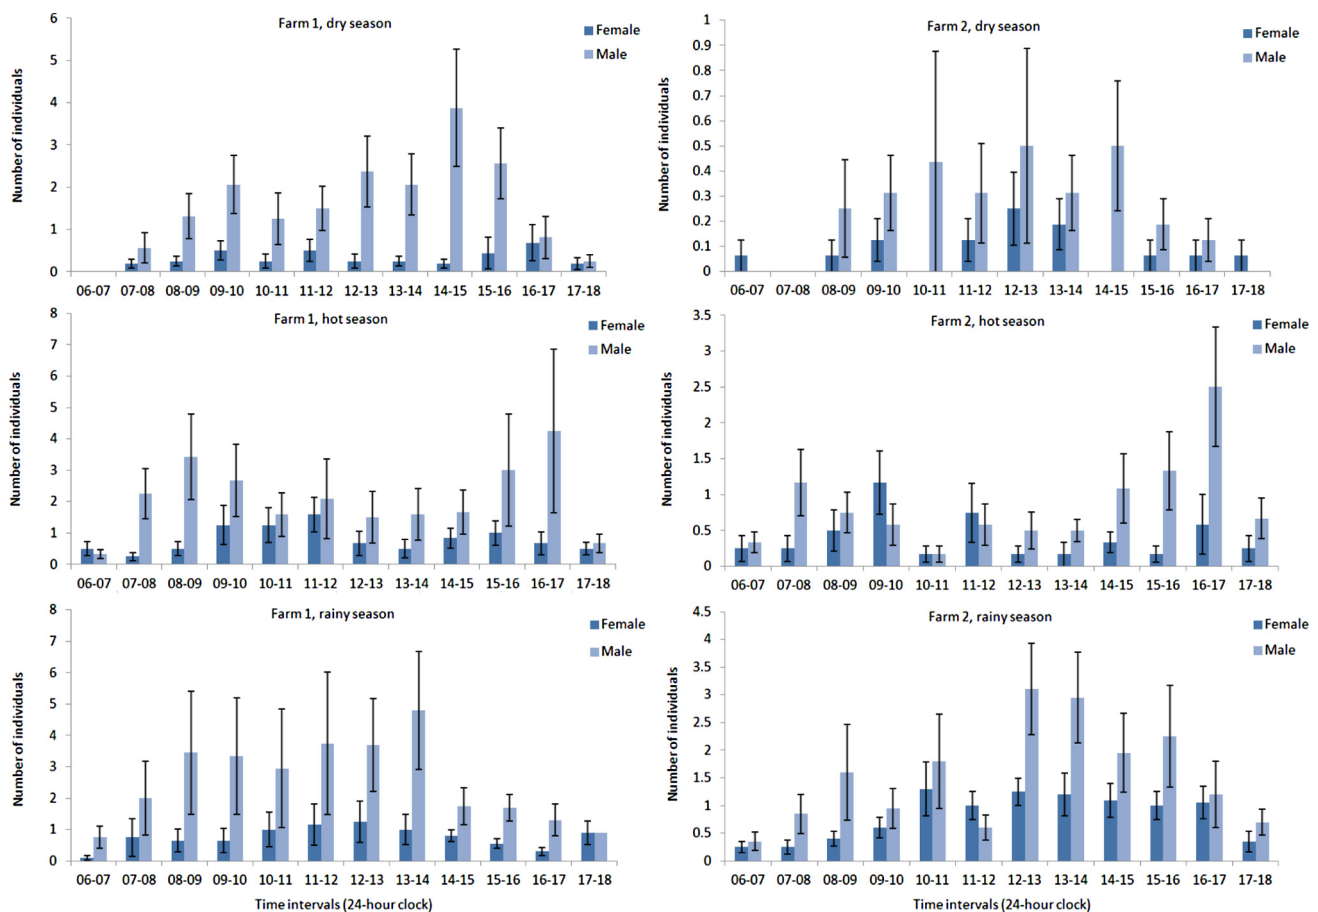 Farm 1, dry season
Female
Male
Number of individuals
6
5
4
3
2
1
0
06-07 07-08 08-09 09-10 10-11 11-12 12-13 13-14 14-15 15-16 16-17 17-18
Farm 2, dry season
Female
Male
Number of individuals
1
0.9
0.8
0.7
0.6
0.5
0.4
0.3
0.2
0.1
0
06-07 07-08 08-09 09-10 10-11 11-12 12-13 13-14 14-15 15-16 16-17 17-18
Farm 1, hot season
Female
Male
Number of individuals
8
7
6
5
4
3
2
1
0
06-07 07-08 08-09 09-10 10-11 11-12 12-13 13-14 14-15 15-16 16-17 17-18
Farm 2, hot season
Female
Male
Number of individuals
3.5
3
2.5
2
1.5
1
0.5
0
06-07 07-08 08-09 09-10 10-11 11-12 12-13 13-14 14-15 15-16 16-17 17-18
Farm 1, rainy season
Female
Male
Number of individuals
8
7
6
5
4
3
2
1
0
06-07 07-08 08-09 09-10 10-11 11-12 12-13 13-14 14-15 15-16 16-17 17-18
Time intervals (24-hour clock)
Farm 2, rainy season
Female
Male
Number of individuals
4.5
4
3.5
3
2.5
2
1.5
1
0.5
0
06-07 07-08 08-09 09-10 10-11 11-12 12-13 13-14 14-15 15-16 16-17 17-18
Time intervals (24-hour clock)